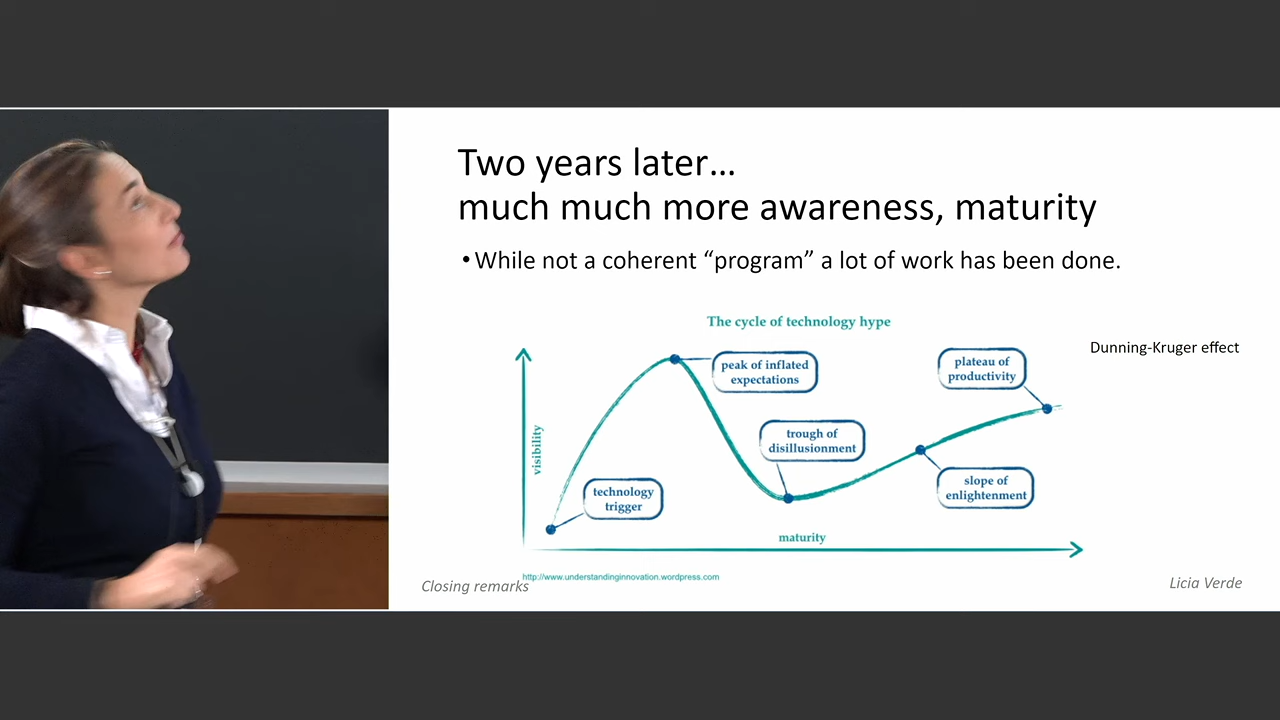 Two years later…
much much more awareness, maturity
• While not a coherent “program” a lot of work has been done.
The cycle of technology hype
Dunning-Kruger effect
peak of inflated
expectations
plateau of
productivity
visibility
trough of
disillusionment
technology
trigger
slope of
enlightenment
maturity
http://www.understandinginnovation.wordpress.com
Closing remarks
Licia Verde